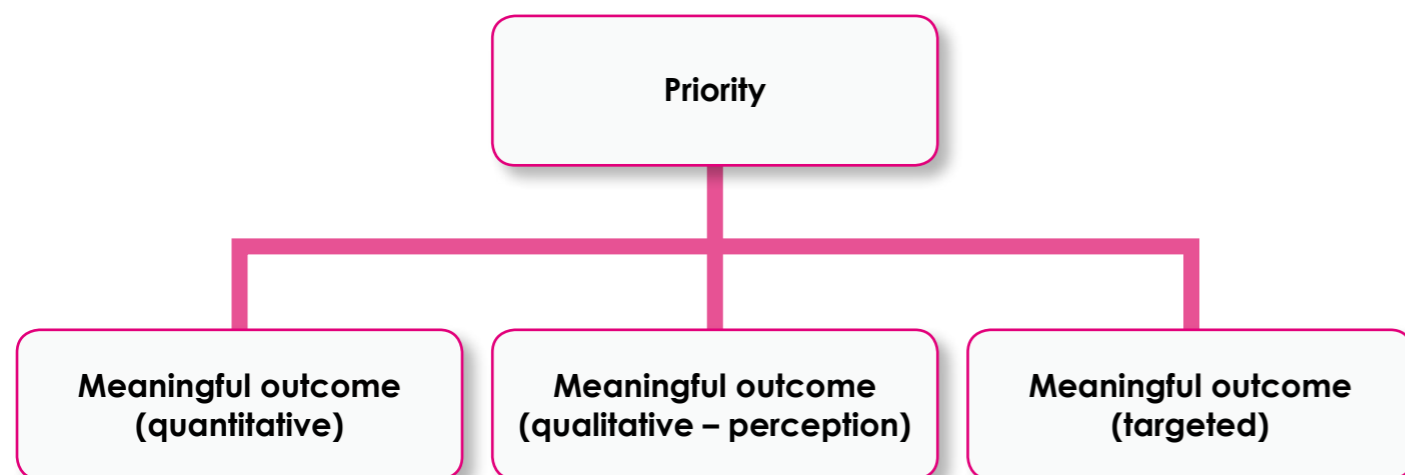 Priority
Meaningful outcome
(quantitative)
Meaningful outcome
(qualitative – perception)
Meaningful outcome
(targeted)